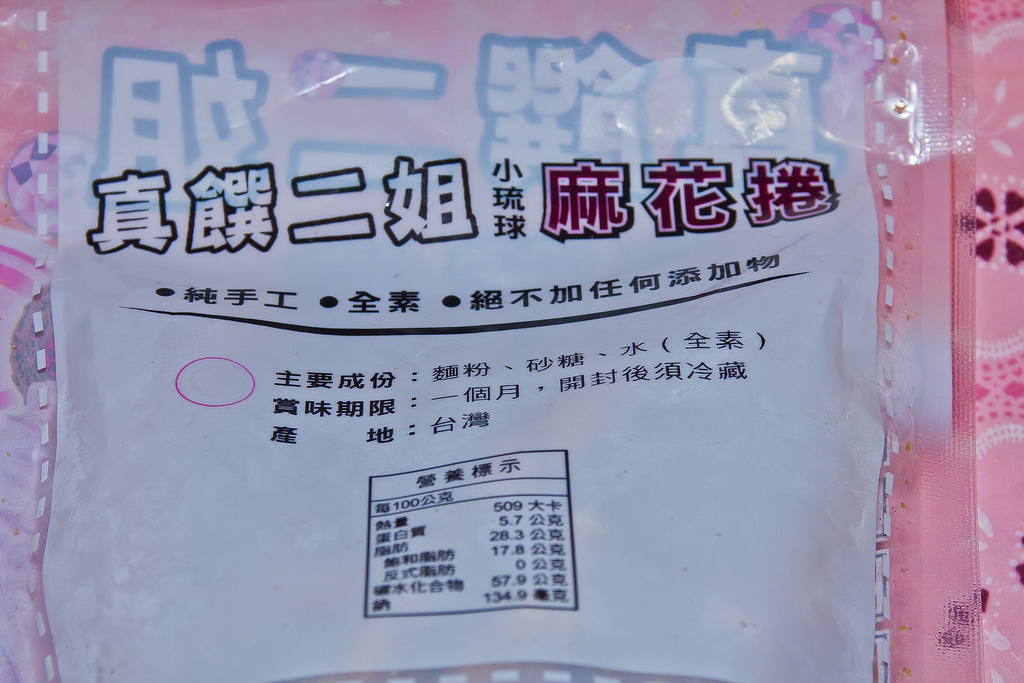 真饌二姐 小琉球 麻花捲
●純手工 ●全素 ●絕不加任何添加物
主要成份：麵粉、砂糖、水（全素）
賞味期限：一個月，開封後須冷藏
產 地：台灣
營養標示
每100公克
熱量 509 大卡
蛋白質 5.7 公克
脂肪 28.3 公克
飽和脂肪 17.8 公克
反式脂肪 0 公克
碳水化合物 57.9 公克
鈉 134.9 毫克